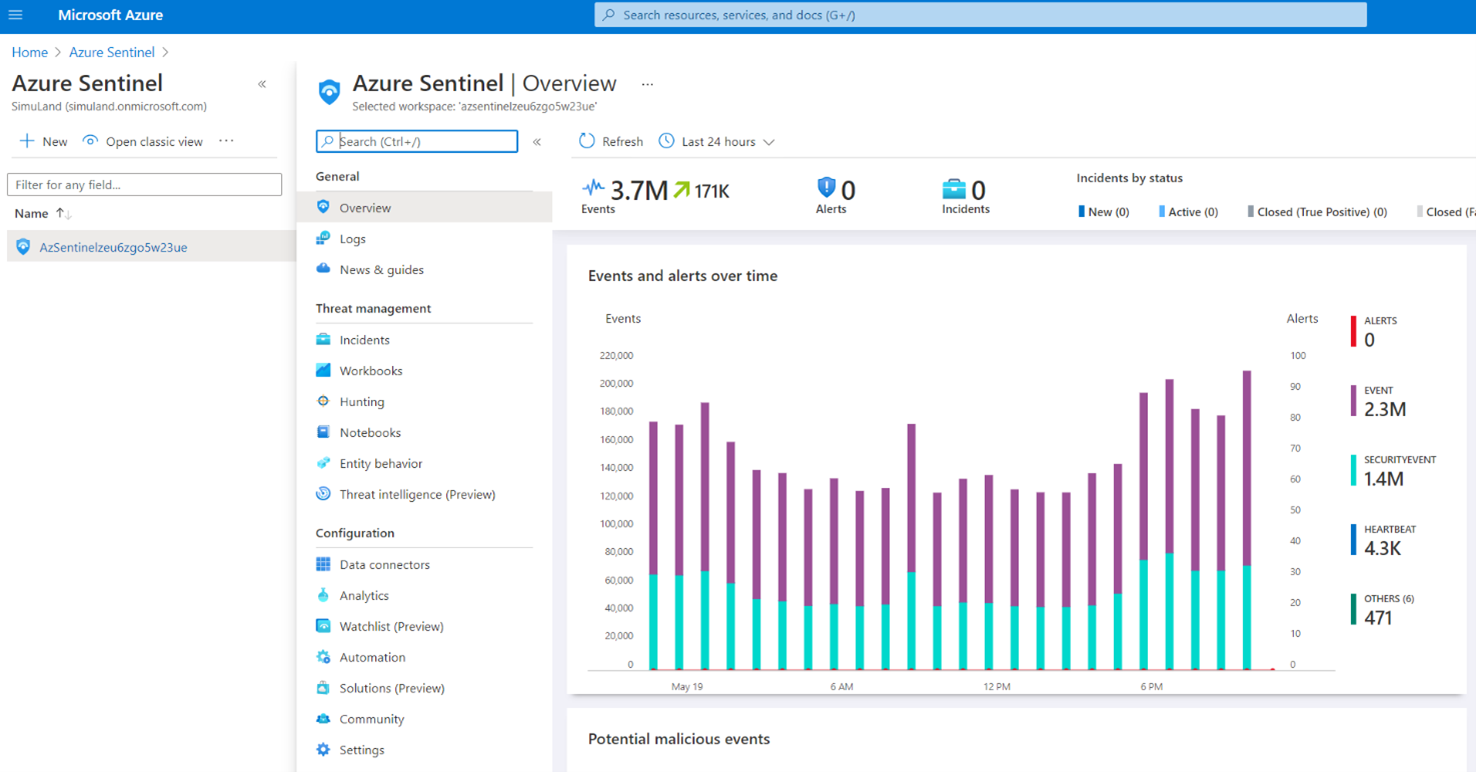 Microsoft Azure
Search resources, services, and docs (G+/)
Home > Azure Sentinel >
Azure Sentinel
«
SimuLand (simuland.onmicrosoft.com)
New
Open classive view
...
Filter for any field...
Name ↑↓
AzSentinelzeu6zgo5w23ue
Azure Sentinel | Overview
...
Selected workspace: 'azsentinelzeu6zgo5w23ue'
Search (Ctrl+/)
«
General
Overview
Logs
News & guides
Threat management
Incidents
Workbooks
Hunting
Notebooks
Entity behavior
Threat intelligence (Preview)
Configuration
Data connectors
Analytics
Watchlist (Preview)
Automation
Solutions (Preview)
Community
Settings
Refresh
Last 24 hours
3.7M 171K
Events
0
Alerts
0
Incidents
Incidents by status
New (0)
Active (0)
Closed (True Positive) (0)
Closed (Fa
Events and alerts over time
Events
Alerts
220,000
200,000
180,000
160,000
140,000
120,000
100,000
80,000
60,000
40,000
20,000
0
100
90
80
70
60
50
40
30
20
10
0
May 19
6 AM
12 PM
6 PM
ALERTS
0
EVENT
2.3M
SECURITYEVENT
1.4M
HEARTBEAT
4.3K
OTHERS (6)
471
Potential malicious events